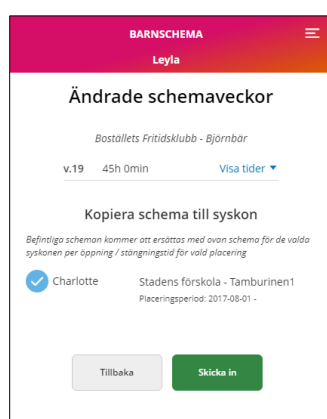 BARNSCHEMA
Leyla
Ändrade schemaveckor
Boställets Fritidsklubb - Björnbär
v.19 45h 0min Visa tider
Kopiera schema till syskon
Befintliga scheman kommer att ersättas med ovan schema för de valda
syskonen per öppning / stängningstid för vald placering
Charlotte Stadens förskola - Tamburinen1
Placeringsperiod: 2017-08-01 -
Tillbaka Skicka in